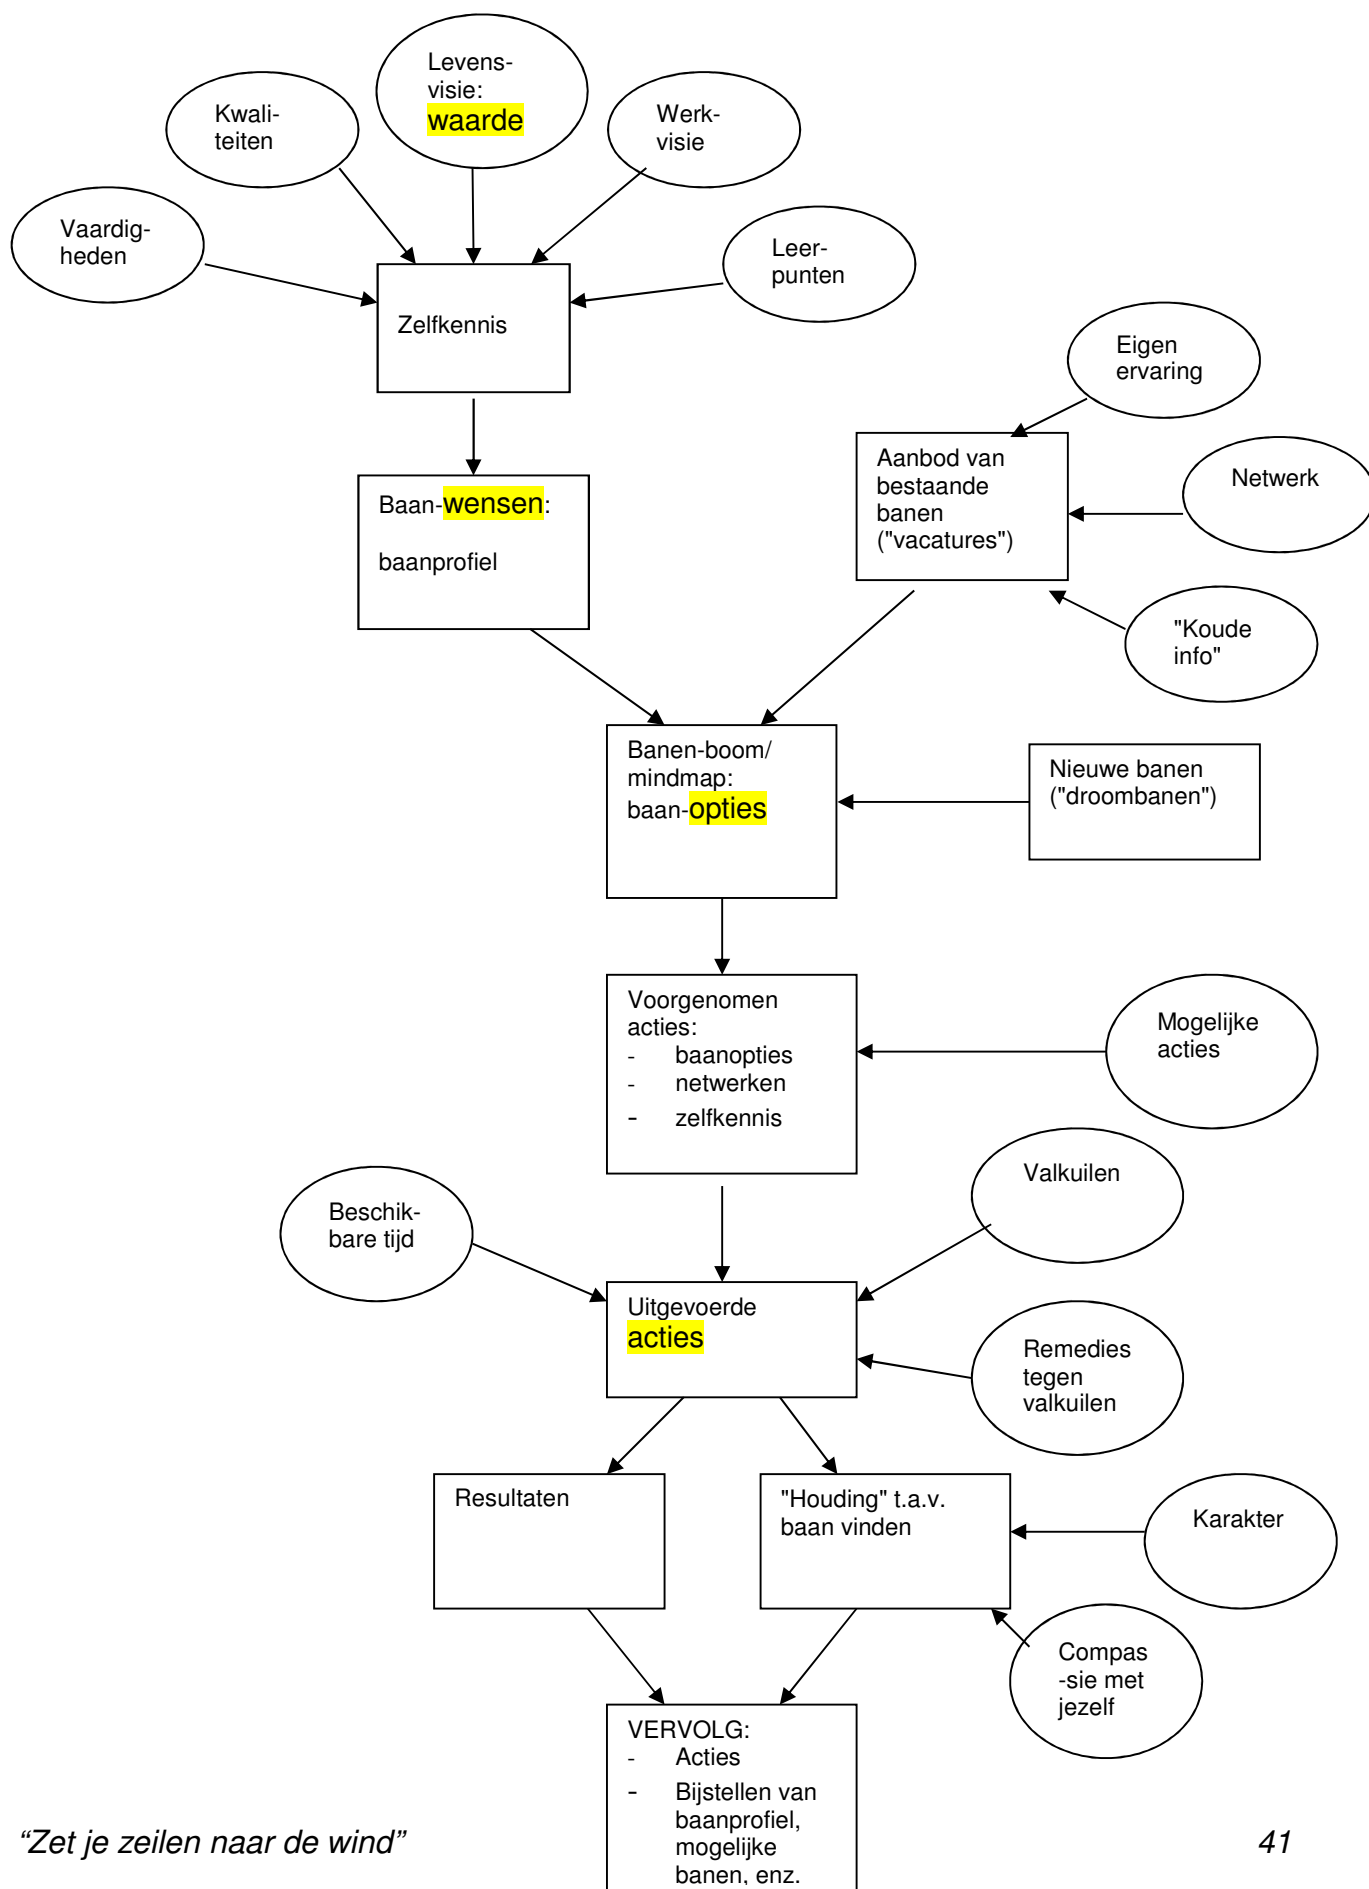 Levens-
visie:
waarde
Kwali-
teiten
Werk-
visie
Vaardig-
heden
Leer-
punten
Zelfkennis
Eigen
ervaring
Aanbod van
bestaande
banen
("vacatures")
Netwerk
Baan-wensen:
baanprofiel
"Koude
info"
Banen-boom/
mindmap:
baan-opties
Nieuwe banen
("droombanen")
Voorgenomen
acties:
- baanopties
- netwerken
- zelfkennis
Mogelijke
acties
Valkuilen
Beschik-
bare tijd
Uitgevoerde
acties
Remedies
tegen
valkuilen
Resultaten
"Houding" t.a.v.
baan vinden
Karakter
Compas
-sie met
jezelf
VERVOLG:
- Acties
- Bijstellen van
baanprofiel,
mogelijke
banen, enz.
“Zet je zeilen naar de wind”
41